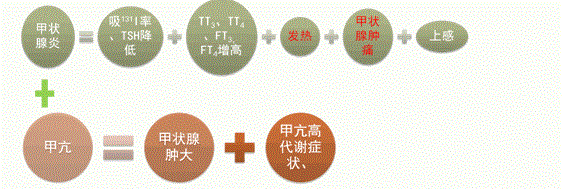 甲状
腺炎
=
吸¹³¹I率
、TSH降
低
+
TT₃、TT₄
、FT₃、
FT₄增高
+
发热
+
甲状
腺肿
痛
+
上感
+
甲亢
=
甲状腺
肿大
+
甲亢高
代谢症
状、